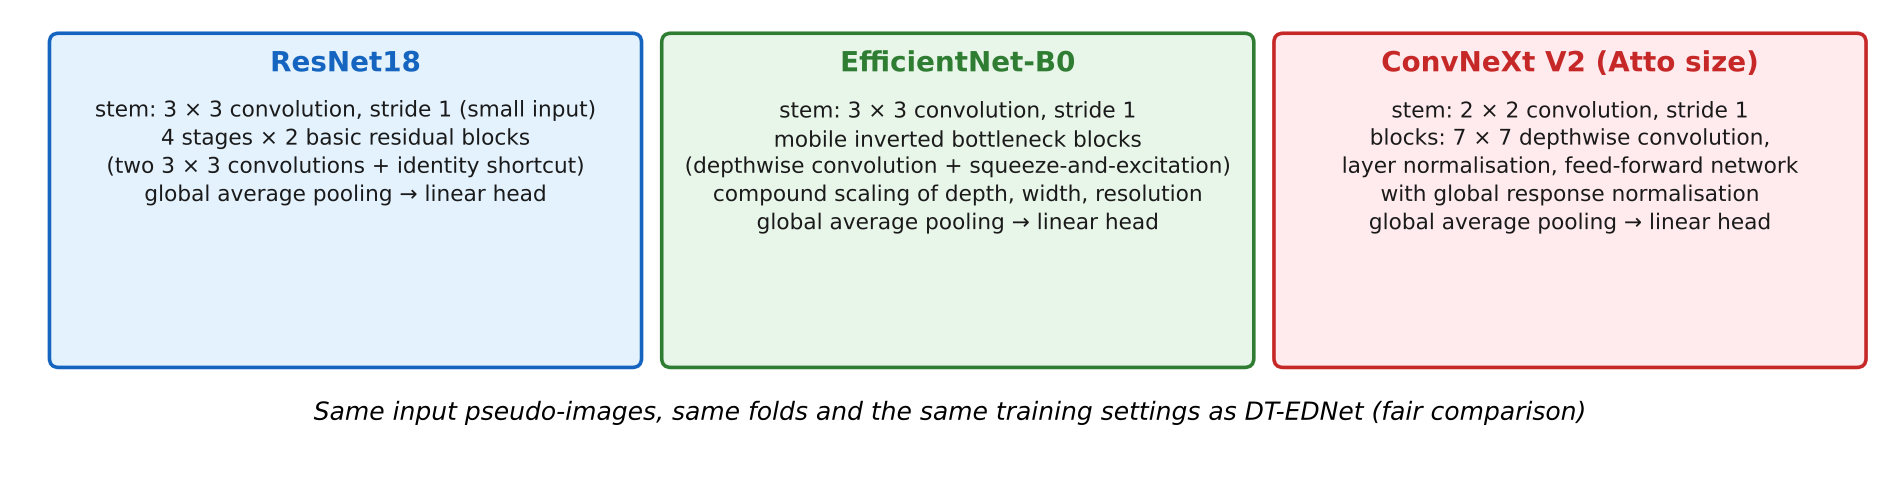 ResNet18
stem: 3 × 3 convolution, stride 1 (small input)
4 stages × 2 basic residual blocks
(two 3 × 3 convolutions + identity shortcut)
global average pooling → linear head
EfficientNet-B0
stem: 3 × 3 convolution, stride 1
mobile inverted bottleneck blocks
(depthwise convolution + squeeze-and-excitation)
compound scaling of depth, width, resolution
global average pooling → linear head
ConvNeXt V2 (Atto size)
stem: 2 × 2 convolution, stride 1
blocks: 7 × 7 depthwise convolution,
layer normalisation, feed-forward network
with global response normalisation
global average pooling → linear head
Same input pseudo-images, same folds and the same training settings as DT-EDNet (fair comparison)